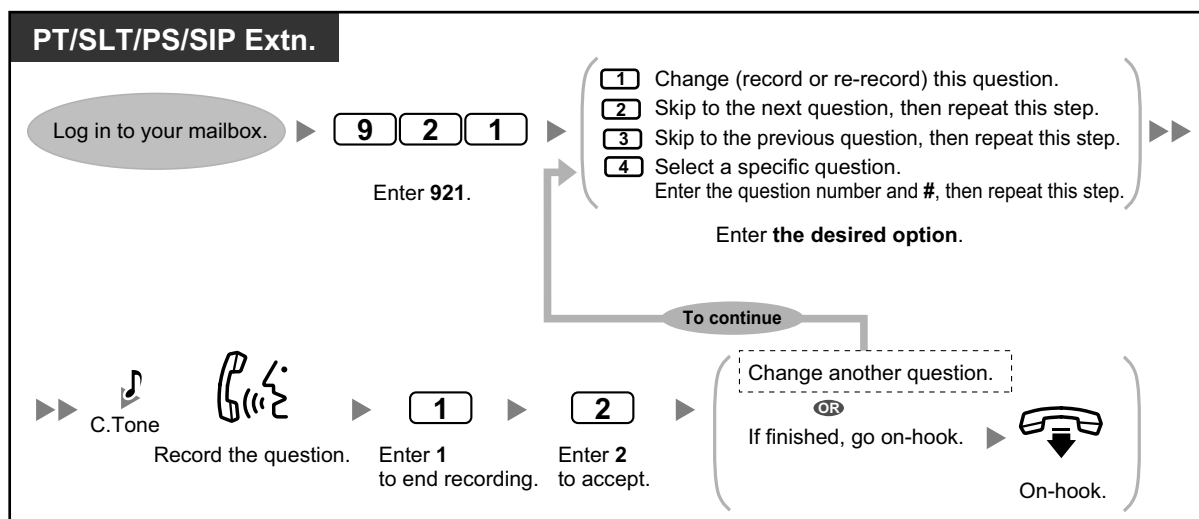 PT/SLT/PS/SIP Extn.
Log in to your mailbox.
9 2 1
Enter 921.
1 Change (record or re-record) this question.
2 Skip to the next question, then repeat this step.
3 Skip to the previous question, then repeat this step.
4 Select a specific question.
Enter the question number and #, then repeat this step.
Enter the desired option.
To continue
C.Tone
Record the question.
1
Enter 1
to end recording.
2
Enter 2
to accept.
Change another question.
OR
If finished, go on-hook.
On-hook.